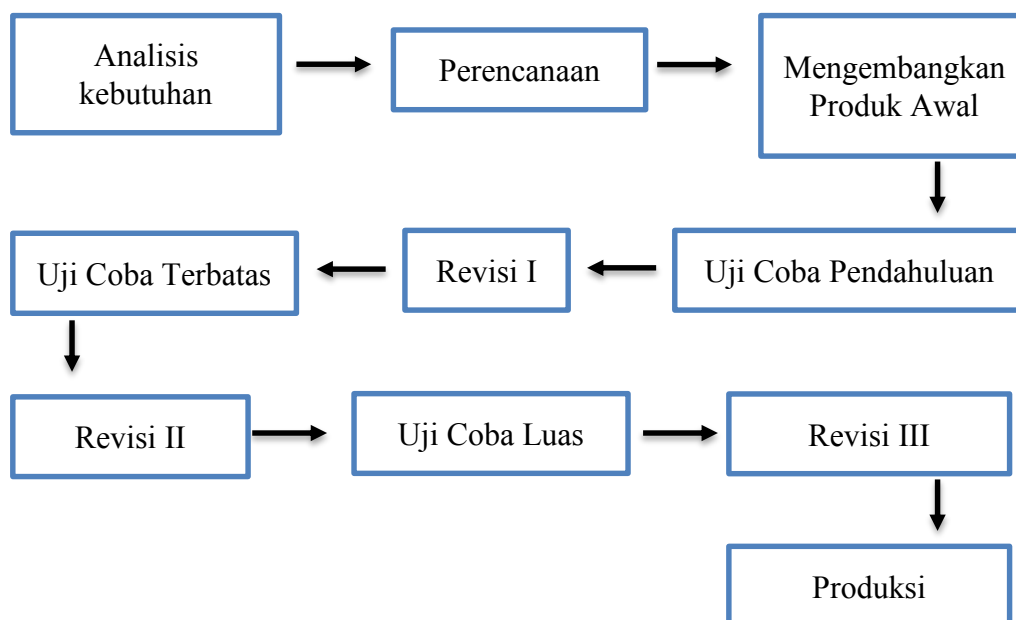 Analisis
kebutuhan
Perencanaan
Mengembangkan
Produk Awal
Uji Coba Pendahuluan
Revisi I
Uji Coba Terbatas
Revisi II
Uji Coba Luas
Revisi III
Produksi